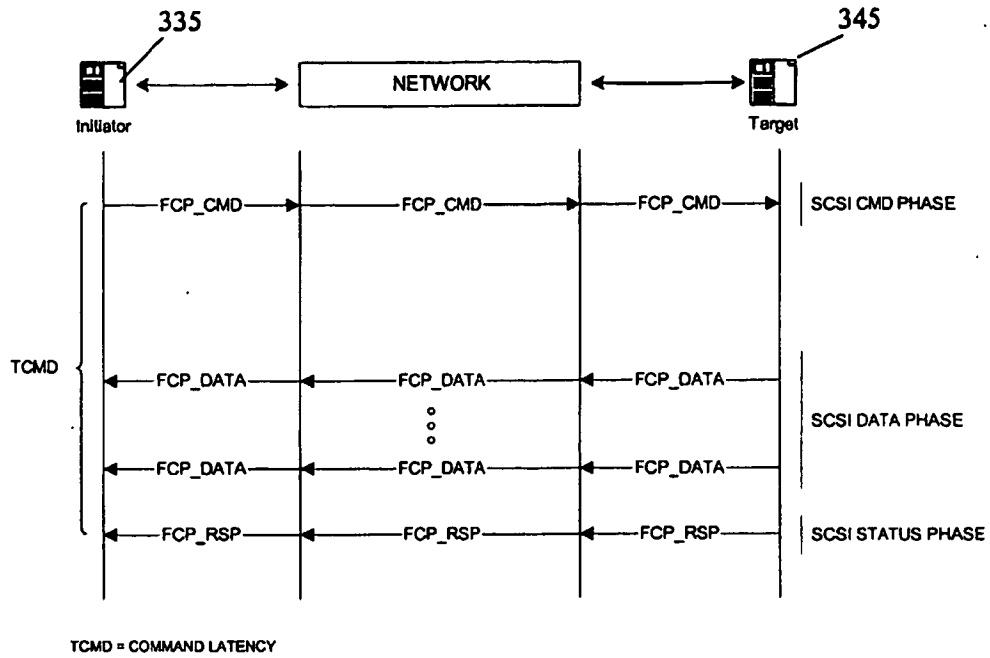 335
345
NETWORK
Initiator
Target
FCP_CMD FCP_CMD FCP_CMD SCSI CMD PHASE
TCMD
FCP_DATA FCP_DATA FCP_DATA
SCSI DATA PHASE
FCP_DATA FCP_DATA FCP_DATA
FCP_RSP FCP_RSP FCP_RSP SCSI STATUS PHASE
TCMD = COMMAND LATENCY